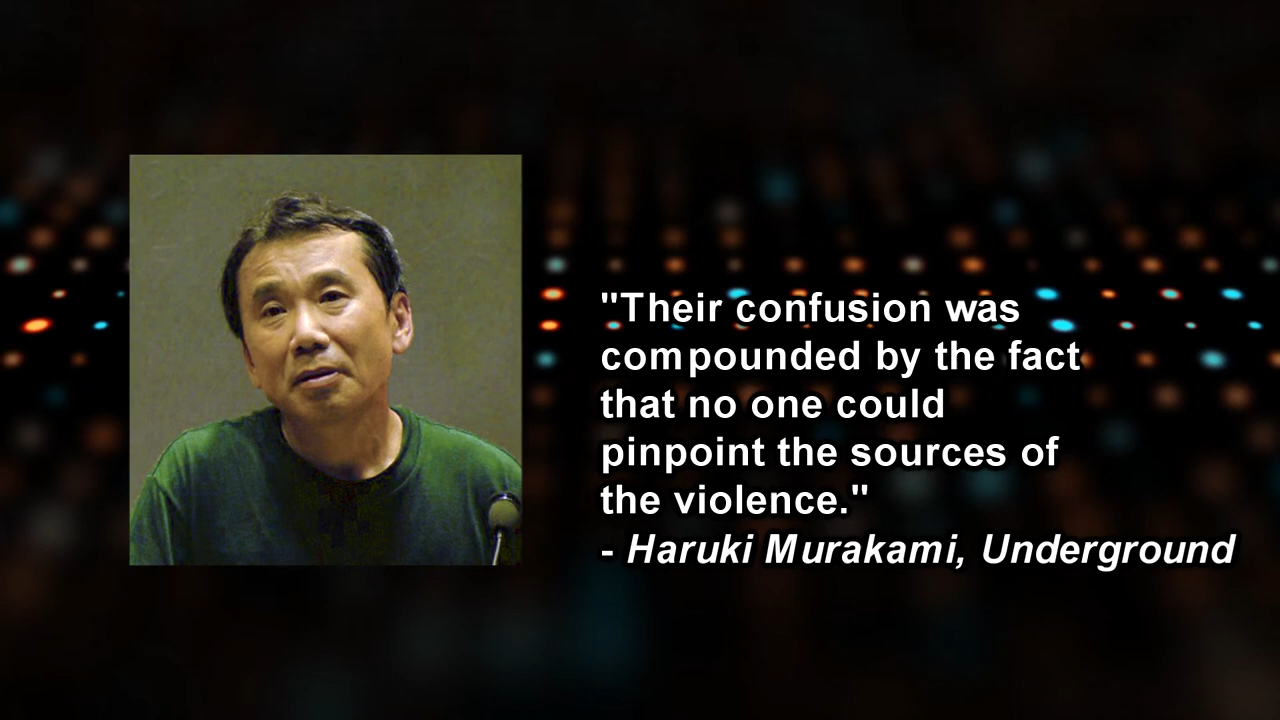 "Their confusion was
compounded by the fact
that no one could
pinpoint the sources of
the violence."
- Haruki Murakami, Underground